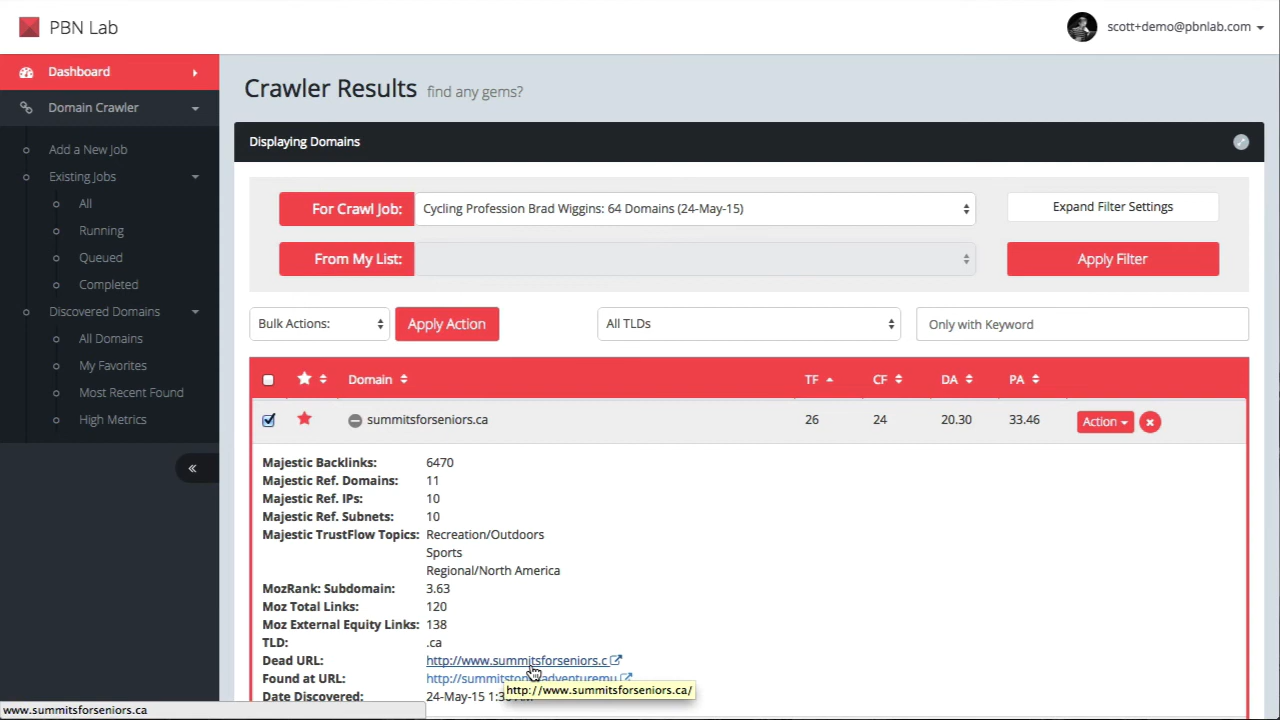 PBN Lab
scott+demo@pbnlab.com
Dashboard
Domain Crawler
Add a New Job
Existing Jobs
All
Running
Queued
Completed
Discovered Domains
All Domains
My Favorites
Most Recent Found
High Metrics
«
Crawler Results find any gems?
Displaying Domains
For Crawl Job: Cycling Profession Brad Wiggins: 64 Domains (24-May-15) Expand Filter Settings
From My List: Apply Filter
Bulk Actions: Apply Action All TLDs Only with Keyword
Domain TF CF DA PA
summitsforseniors.ca 26 24 20.30 33.46 Action
Majestic Backlinks: 6470
Majestic Ref. Domains: 11
Majestic Ref. IPs: 10
Majestic Ref. Subnets: 10
Majestic TrustFlow Topics: Recreation/Outdoors
Sports
Regional/North America
MozRank: Subdomain: 3.63
Moz Total Links: 120
Moz External Equity Links: 138
TLD: .ca
Dead URL: http://www.summitsforseniors.c
Found at URL:
http://www.summitsforseniors.ca/
Date Discovered: 24-May-15
www.summitsforseniors.ca